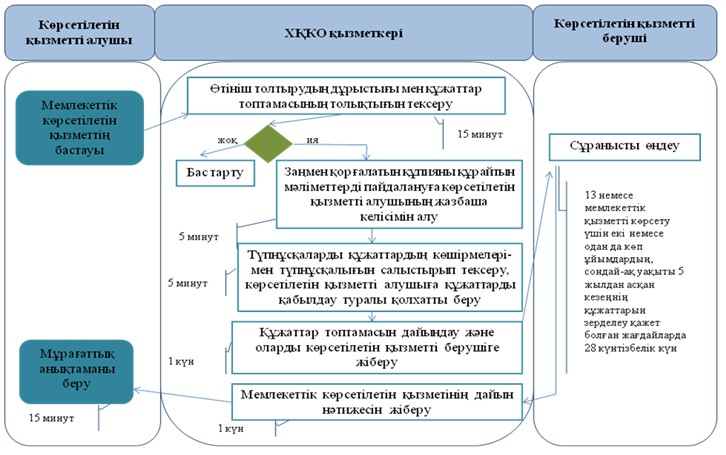 Көрсетілетін
қызметті алушы
ХҚКО қызметкері
Көрсетілетін қызметті
беруші
Мемлекеттік
көрсетілетін
қызметтің
бастауы
Өтініш толтырудың дұрыстығы мен құжаттар
топтамасының толықтығын тексеру
15 минут
жоқ
ия
Бас тарту
Заңмен қорғалатын құпияны құрайтын
мәліметтерді пайдалануға көрсетілетін
қызметті алушының жазбаша
келісімін алу
5 минут
Түпнұсқаларды құжаттардың көшірмелері-
мен түпнұсқалығын салыстырып тексеру,
көрсетілетін қызметті алушыға құжаттарды
қабылдау туралы қолхатты беру
5 минут
Құжаттар топтамасын дайындау және
оларды көрсетілетін қызметті берушіге
жіберу
1 күн
Сұранысты өңдеу
13 немесе
мемлекеттік
қызметті көрсету
үшін екі немесе
одан да көп
ұйымдардың,
сондай-ақ уақыты 5
жылдан асқан
кезеңнің
құжаттарын
зерделеу қажет
болған жағдайларда
28 күнтізбелік күн
Мемлекеттік көрсетілетін қызметінің дайын
нәтижесін жіберу
1 күн
Мұрағаттық
анықтаманы
беру
15 минут